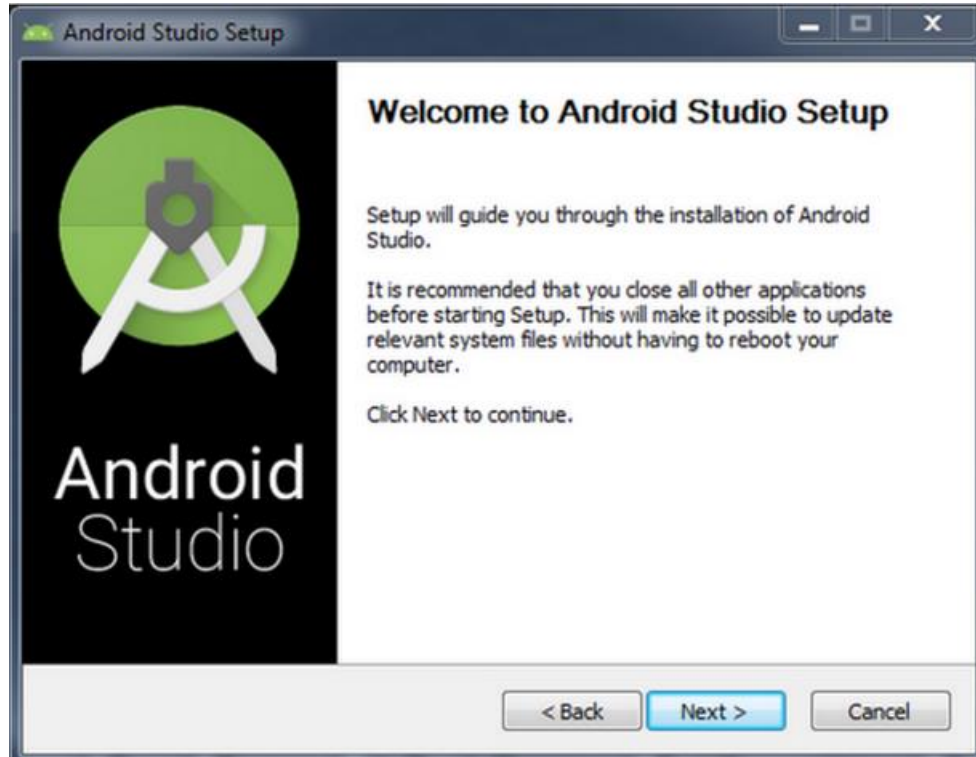 Android Studio Setup
Welcome to Android Studio Setup
Setup will guide you through the installation of Android
Studio.
It is recommended that you close all other applications
before starting Setup. This will make it possible to update
relevant system files without having to reboot your
computer.
Click Next to continue.
Android
Studio
< Back Next > Cancel